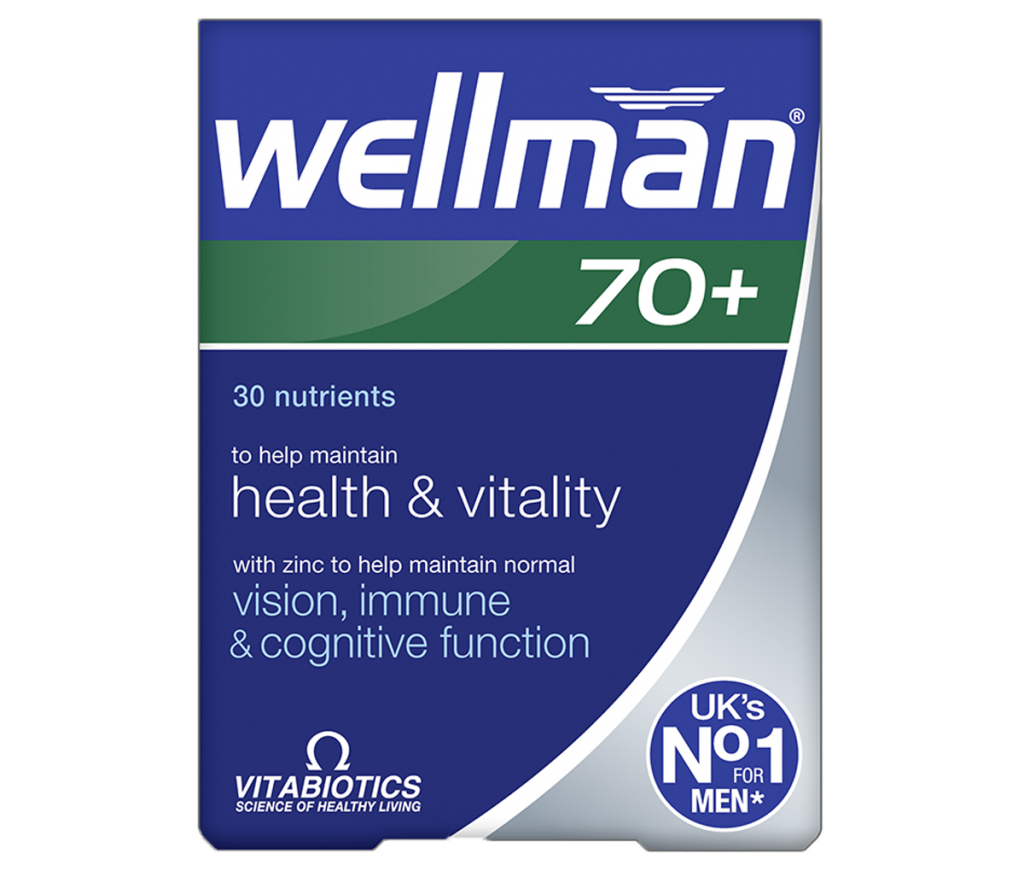 wellman®
70+
30 nutrients
to help maintain
health & vitality
with zinc to help maintain normal
vision, immune
& cognitive function
VITABIOTICS
SCIENCE OF HEALTHY LIVING
UK's
Nº1
FOR
MEN*